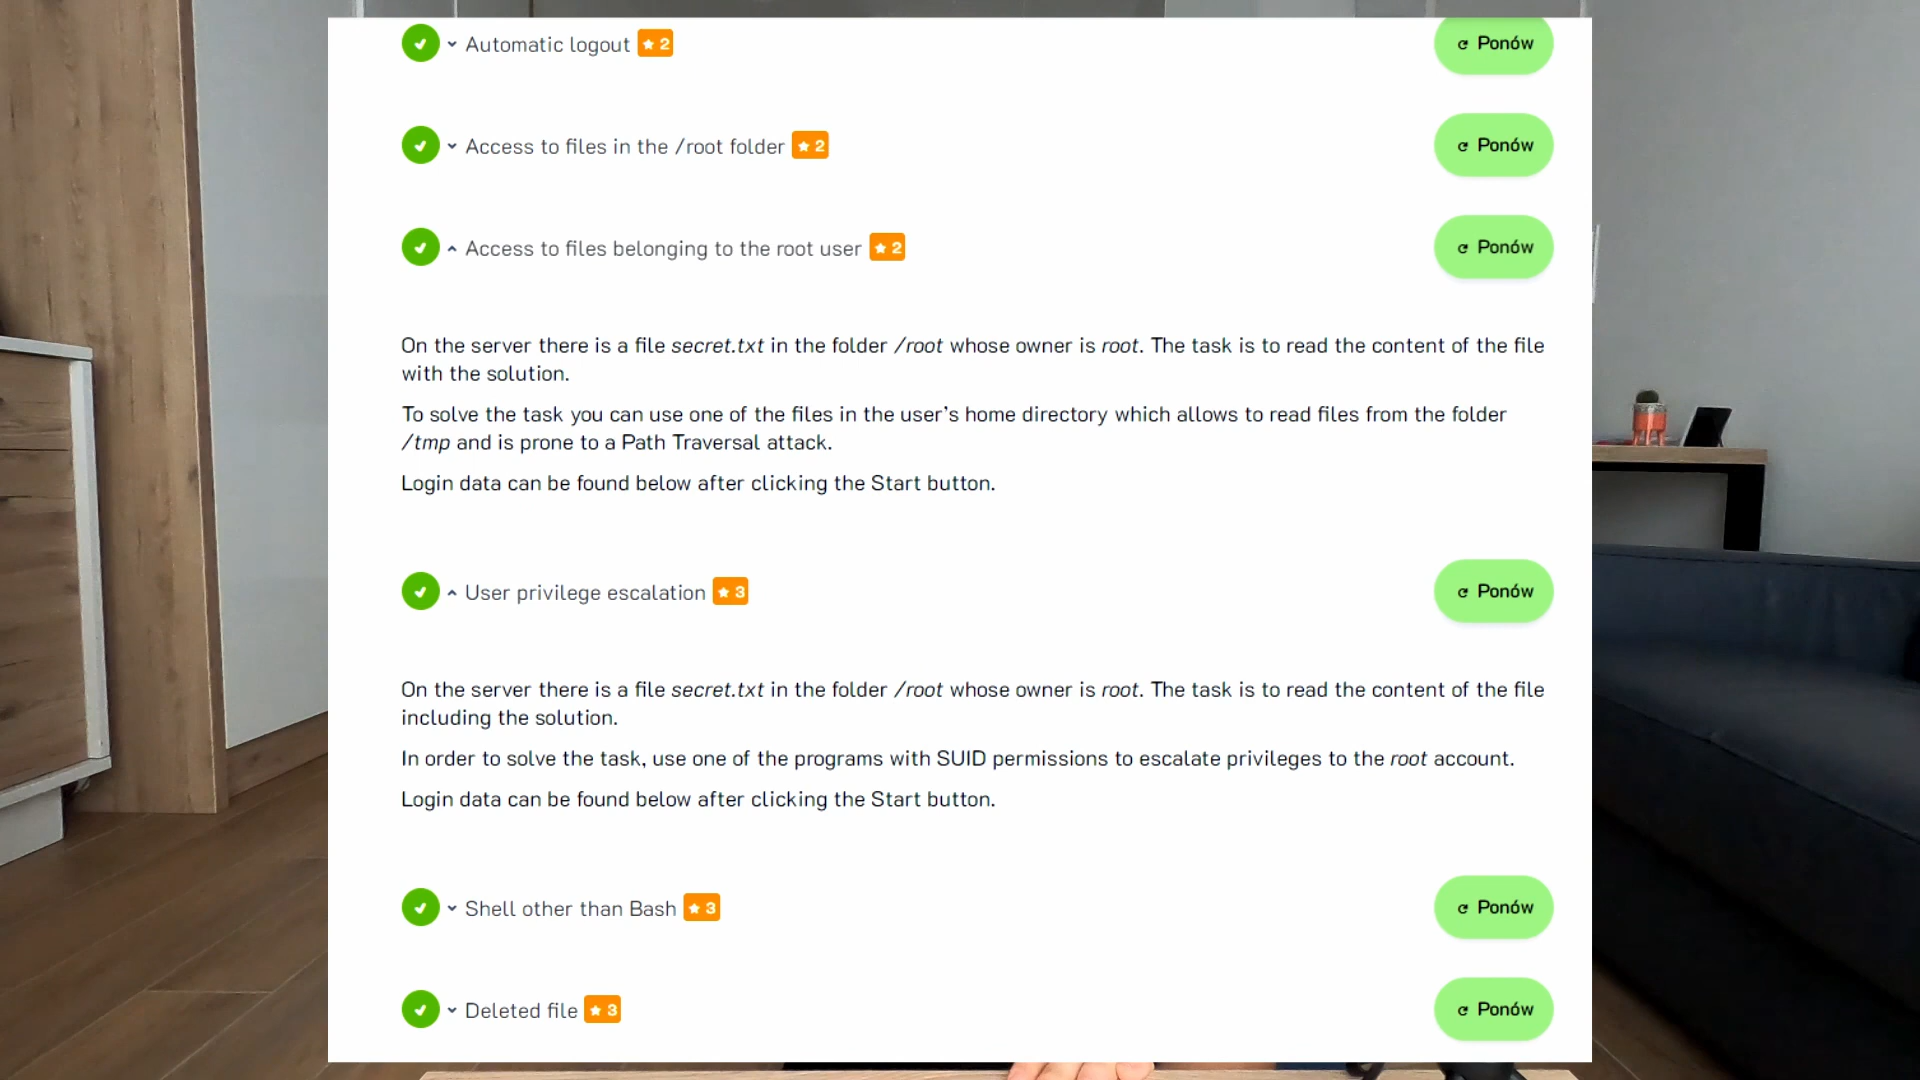 Automatic logout ★ 2
Ponów
Access to files in the /root folder ★ 2
Ponów
Access to files belonging to the root user ★ 2
Ponów
On the server there is a file secret.txt in the folder /root whose owner is root. The task is to read the content of the file
with the solution.
To solve the task you can use one of the files in the user's home directory which allows to read files from the folder
/tmp and is prone to a Path Traversal attack.
Login data can be found below after clicking the Start button.
User privilege escalation ★ 3
Ponów
On the server there is a file secret.txt in the folder /root whose owner is root. The task is to read the content of the file
including the solution.
In order to solve the task, use one of the programs with SUID permissions to escalate privileges to the root account.
Login data can be found below after clicking the Start button.
Shell other than Bash ★ 3
Ponów
Deleted file ★ 3
Ponów